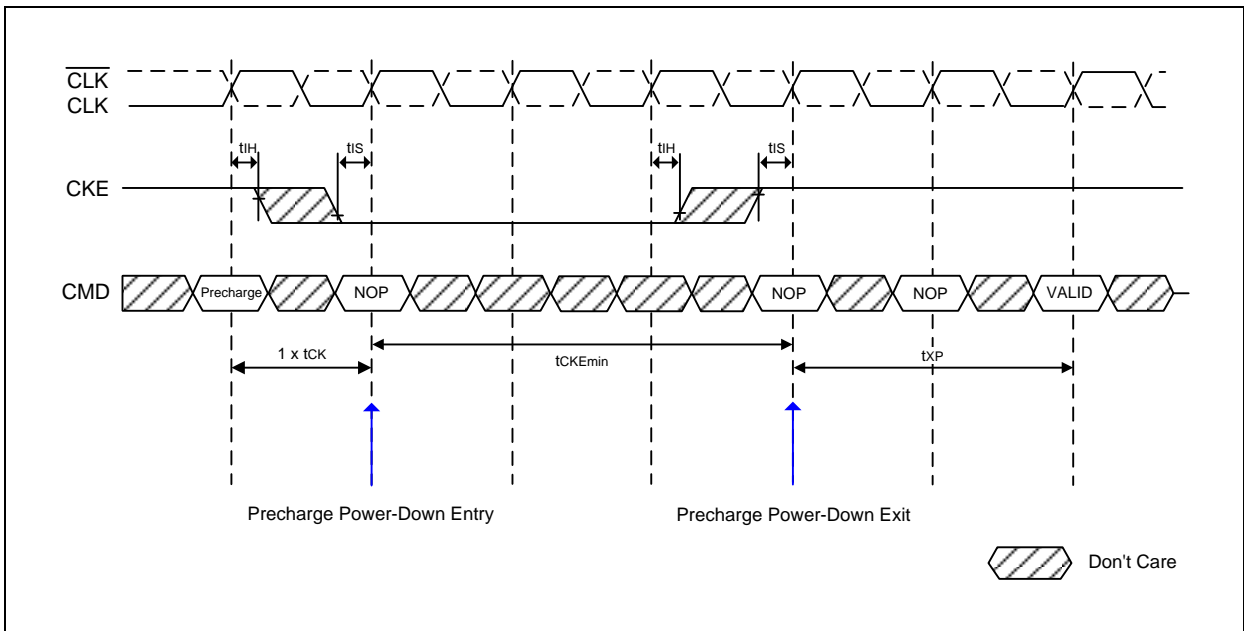 CLK
CLK
tIH
tIS
tIH
tIS
CKE
CMD
Precharge
NOP
NOP
NOP
VALID
1 x tCK
tCKEmin
tXP
Precharge Power-Down Entry
Precharge Power-Down Exit
Don't Care